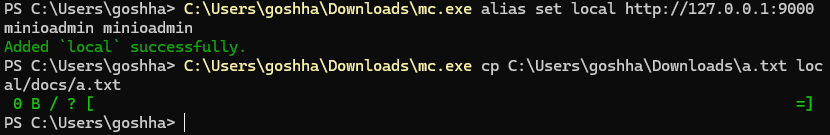 PS C:\Users\goshha> C:\Users\goshha\Downloads\mc.exe alias set local http://127.0.0.1:9000
minioadmin minioadmin
Added `local` successfully.
PS C:\Users\goshha> C:\Users\goshha\Downloads\mc.exe cp C:\Users\goshha\Downloads\a.txt loc
al/docs/a.txt
 0 B / ? [                                                                              =]
PS C:\Users\goshha>